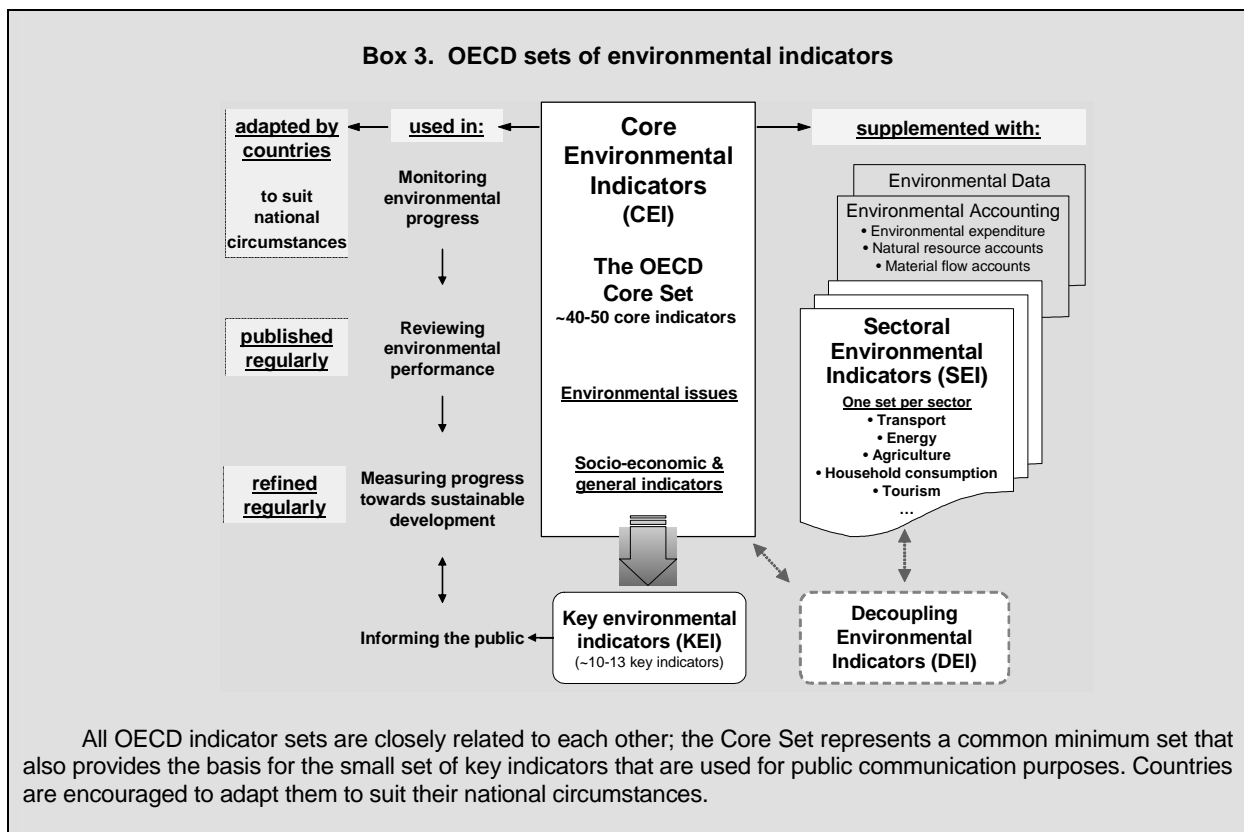 Box 3. OECD sets of environmental indicators
adapted by
countries
to suit
national
circumstances
published
regularly
refined
regularly
used in:
Monitoring
environmental
progress
Reviewing
environmental
performance
Measuring progress
towards sustainable
development
Informing the public
Core
Environmental
Indicators
(CEI)
The OECD
Core Set
~40-50 core indicators
Environmental issues
Socio-economic &
general indicators
Key environmental
indicators (KEI)
(~10-13 key indicators)
supplemented with:
Environmental Data
Environmental Accounting
• Environmental expenditure
• Natural resource accounts
• Material flow accounts
Sectoral
Environmental
Indicators (SEI)
One set per sector
• Transport
• Energy
• Agriculture
• Household consumption
• Tourism
…
Decoupling
Environmental
Indicators (DEI)
All OECD indicator sets are closely related to each other; the Core Set represents a common minimum set that
also provides the basis for the small set of key indicators that are used for public communication purposes. Countries
are encouraged to adapt them to suit their national circumstances.